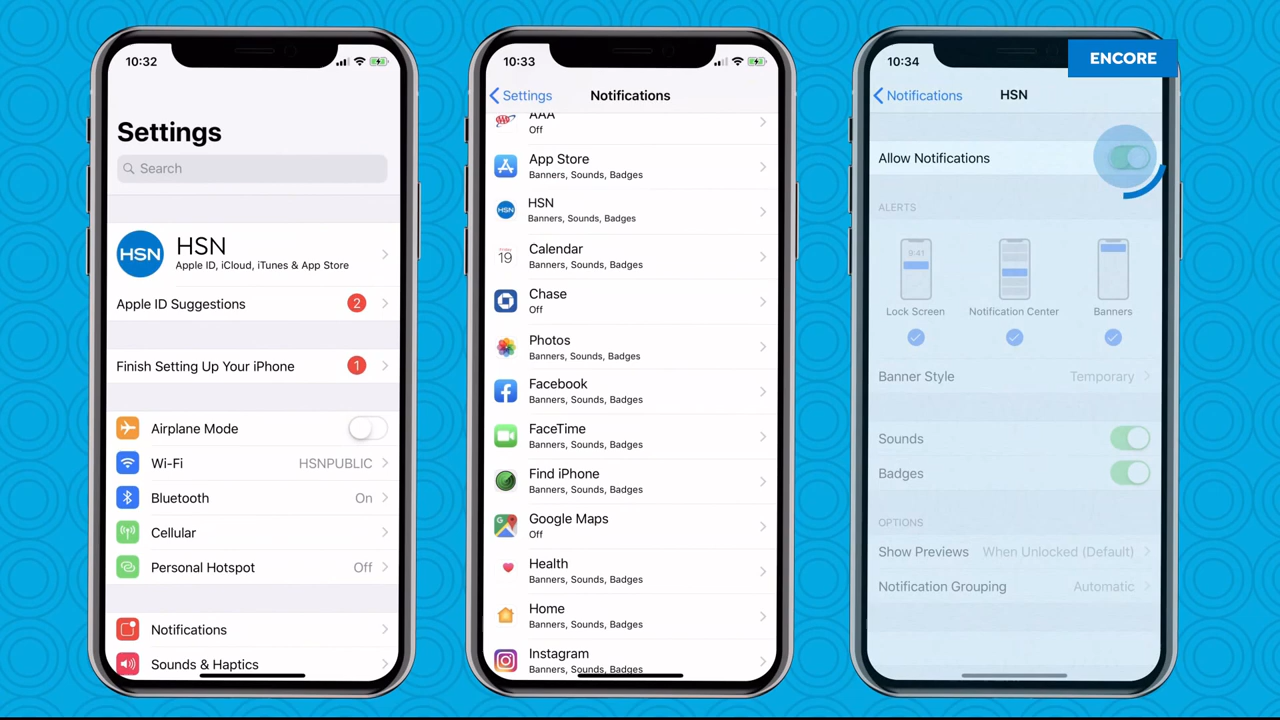 10:32
Settings
Search
HSN
HSN
Apple ID, iCloud, iTunes & App Store
Apple ID Suggestions
2
Finish Setting Up Your iPhone
1
Airplane Mode
Wi-Fi
HSNPUBLIC
Bluetooth
On
Cellular
Personal Hotspot
Off
Notifications
Sounds & Haptics
10:33
Settings
Notifications
AAA
Off
App Store
Banners, Sounds, Badges
HSN
HSN
Banners, Sounds, Badges
19
Calendar
Banners, Sounds, Badges
Chase
Off
Photos
Banners, Sounds, Badges
Facebook
Banners, Sounds, Badges
FaceTime
Banners, Sounds, Badges
Find iPhone
Banners, Sounds, Badges
Google Maps
Off
Health
Banners, Sounds, Badges
Home
Banners, Sounds, Badges
Instagram
Banners, Sounds, Badges
10:34
ENCORE
Notifications
HSN
Allow Notifications
ALERTS
9:41
Lock Screen
Notification Center
Banners
Banner Style
Temporary
Sounds
Badges
OPTIONS
Show Previews
When Unlocked (Default)
Notification Grouping
Automatic